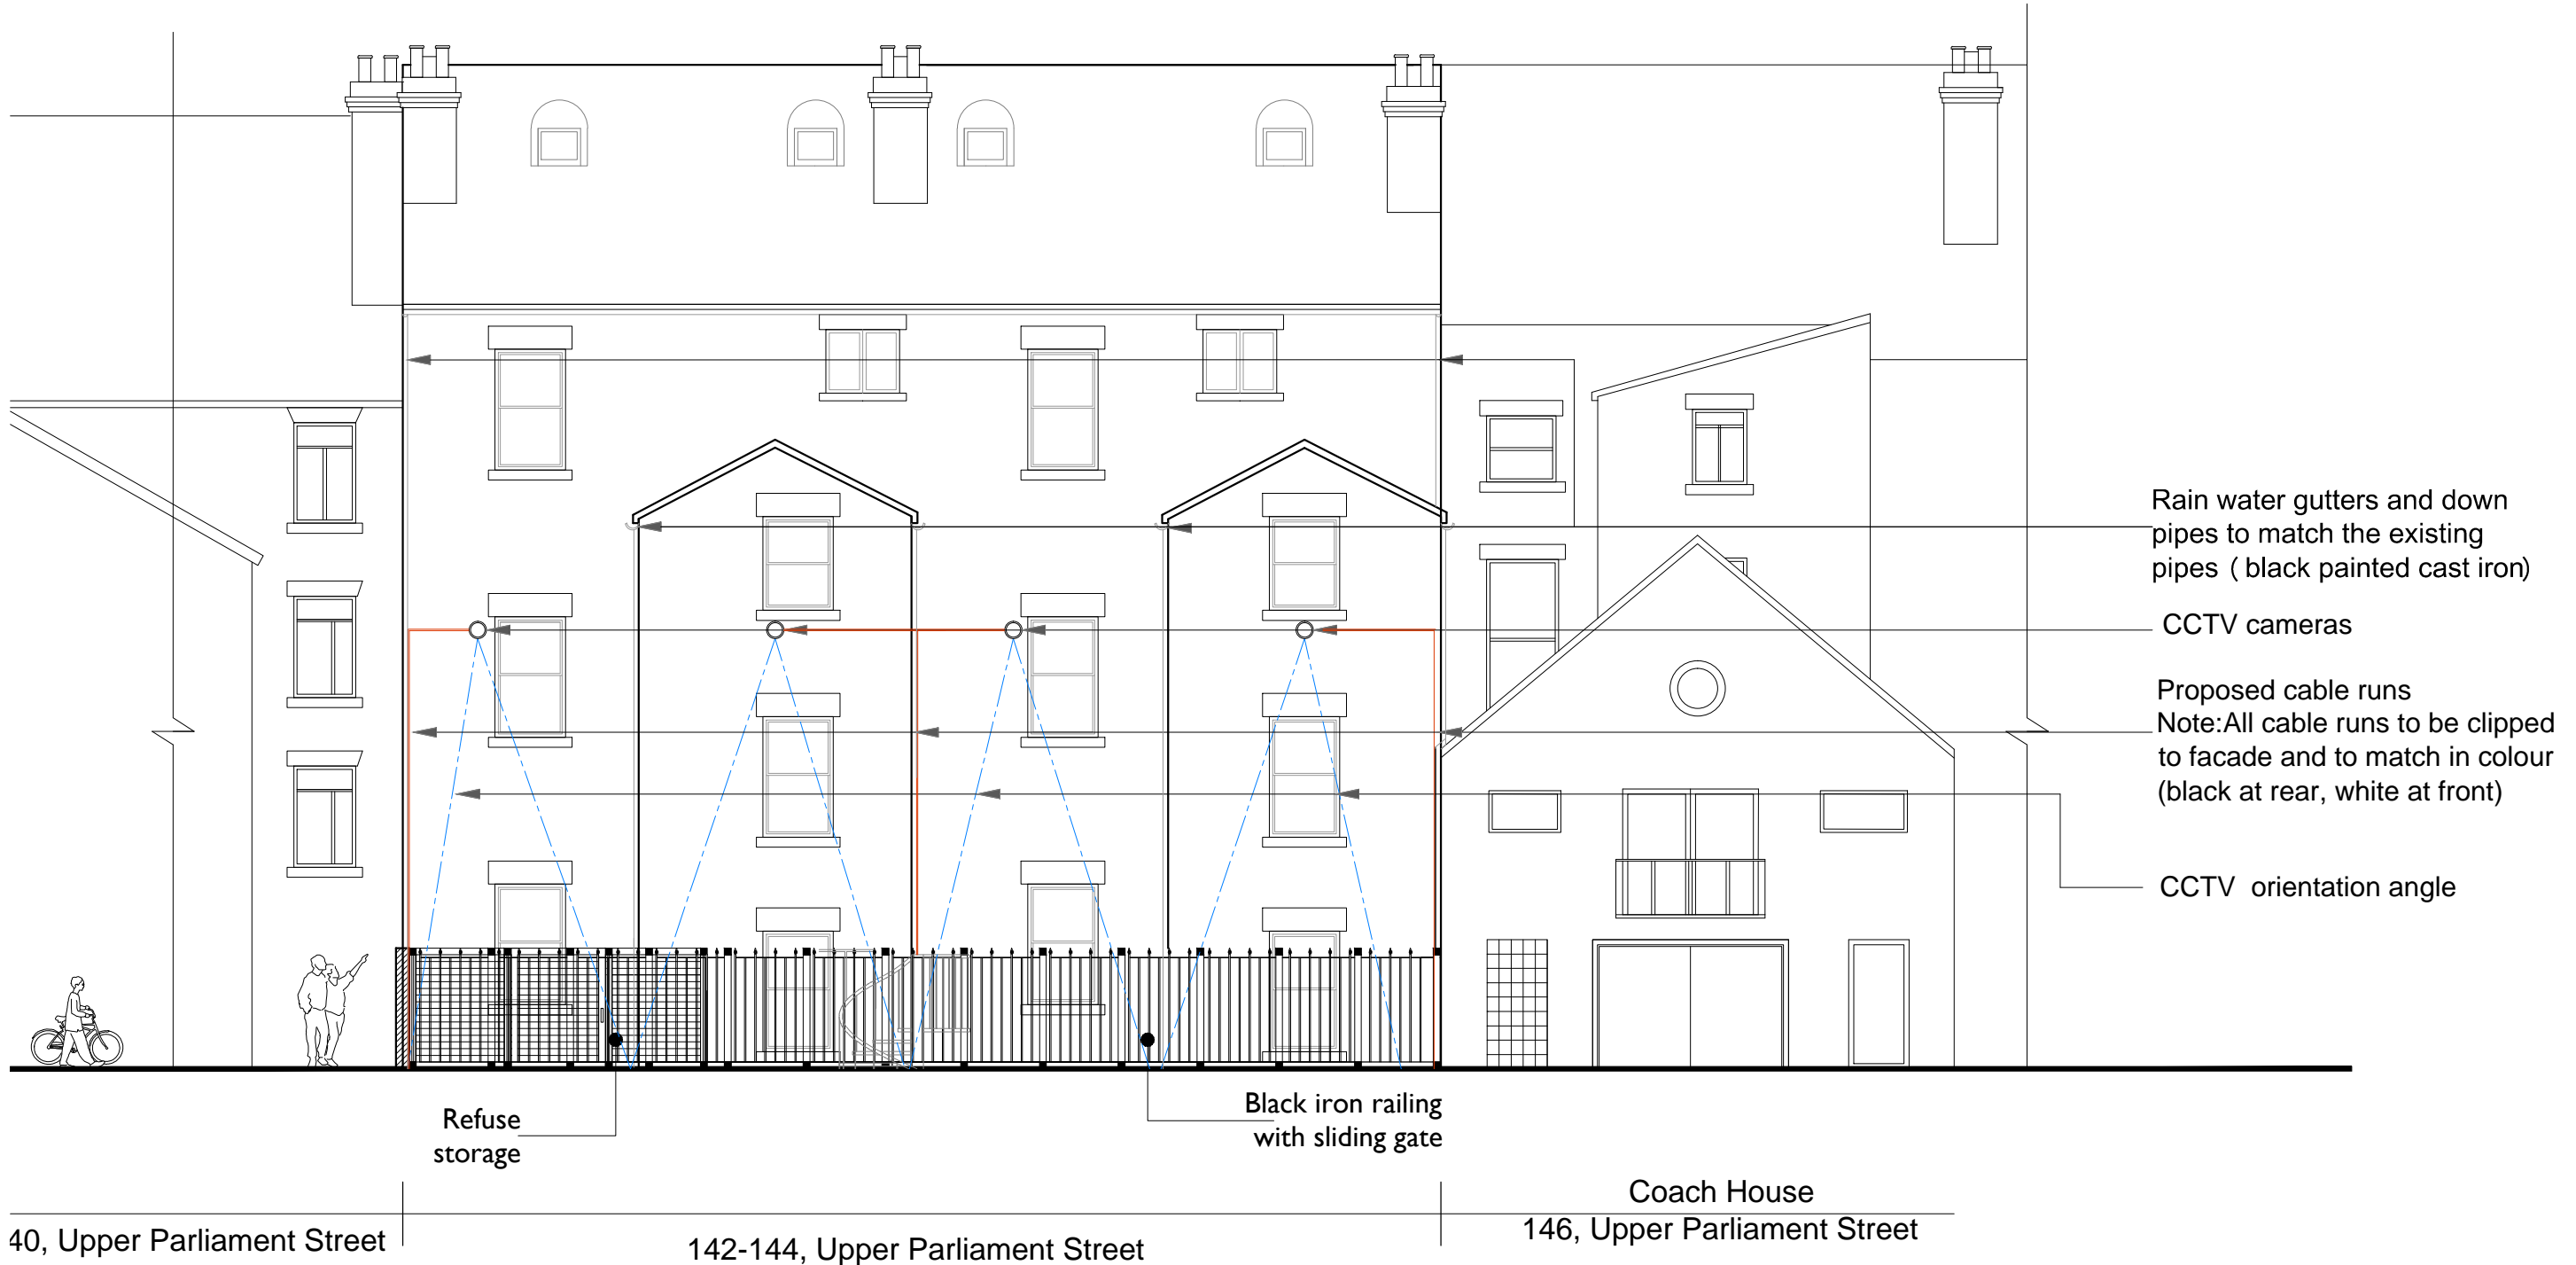 Rain water gutters and down
pipes to match the existing
pipes ( black painted cast iron)
CCTV cameras
Proposed cable runs
Note:All cable runs to be clipped
to facade and to match in colour
(black at rear, white at front)
CCTV orientation angle
Refuse
storage
Black iron railing
with sliding gate
Coach House
40, Upper Parliament Street
142-144, Upper Parliament Street
146, Upper Parliament Street